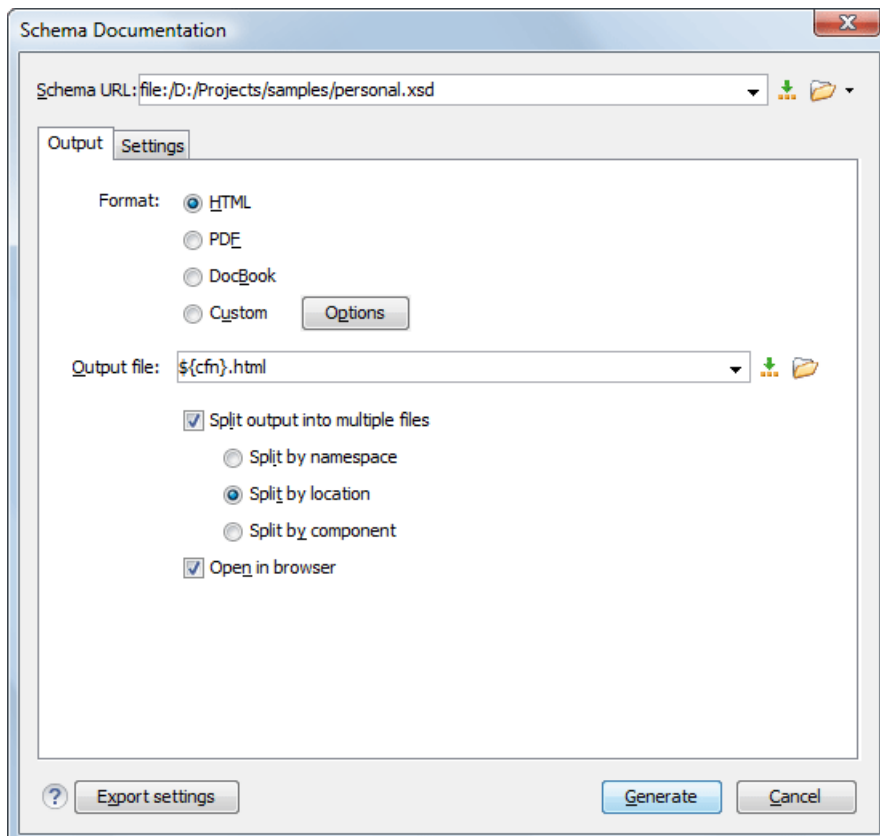 Schema Documentation
Schema URL: file:/D:/Projects/samples/personal.xsd
Output Settings
Format: HTML
PDF
DocBook
Custom Options
Output file: ${cfn}.html
Split output into multiple files
Split by namespace
Split by location
Split by component
Open in browser
? Export settings Generate Cancel